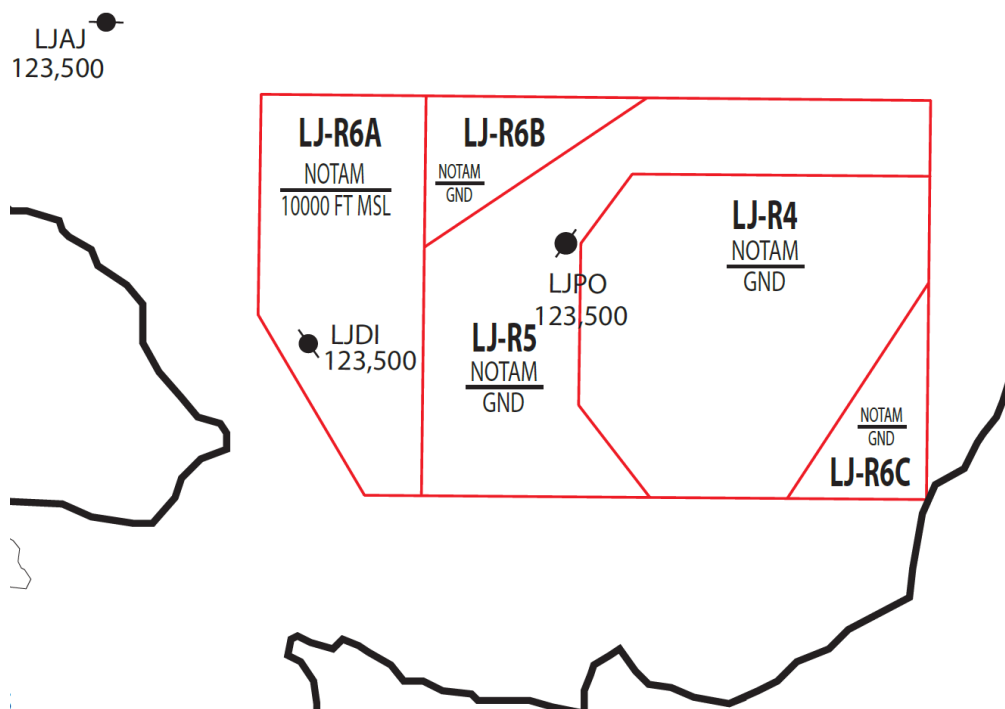 LJAJ
123,500
LJ-R6A
NOTAM
10000 FT MSL
LJ-R6B
NOTAM
GND
LJ-R4
NOTAM
GND
LJPO
123,500
LJDI
123,500
LJ-R5
NOTAM
GND
NOTAM
GND
LJ-R6C